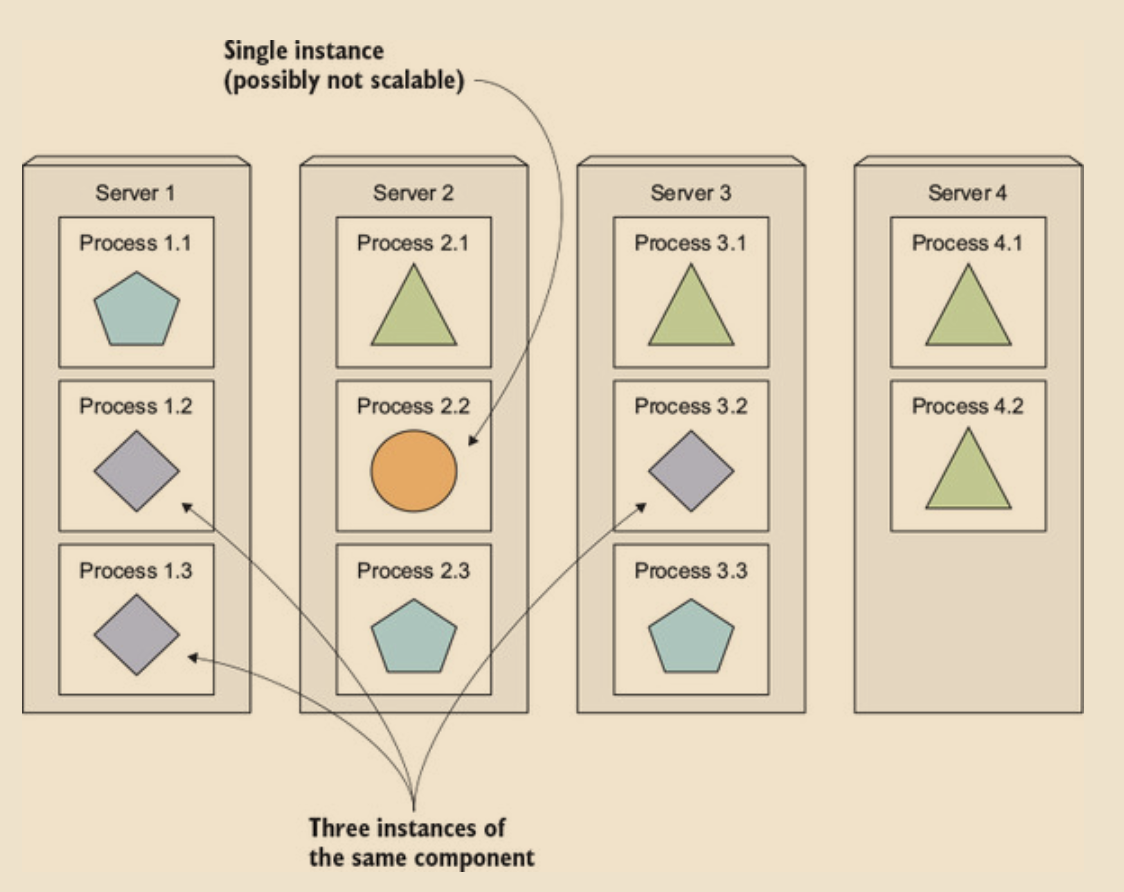 Single instance
(possibly not scalable)
Server 1
Process 1.1
Process 1.2
Process 1.3
Server 2
Process 2.1
Process 2.2
Process 2.3
Server 3
Process 3.1
Process 3.2
Process 3.3
Server 4
Process 4.1
Process 4.2
Three instances of
the same component